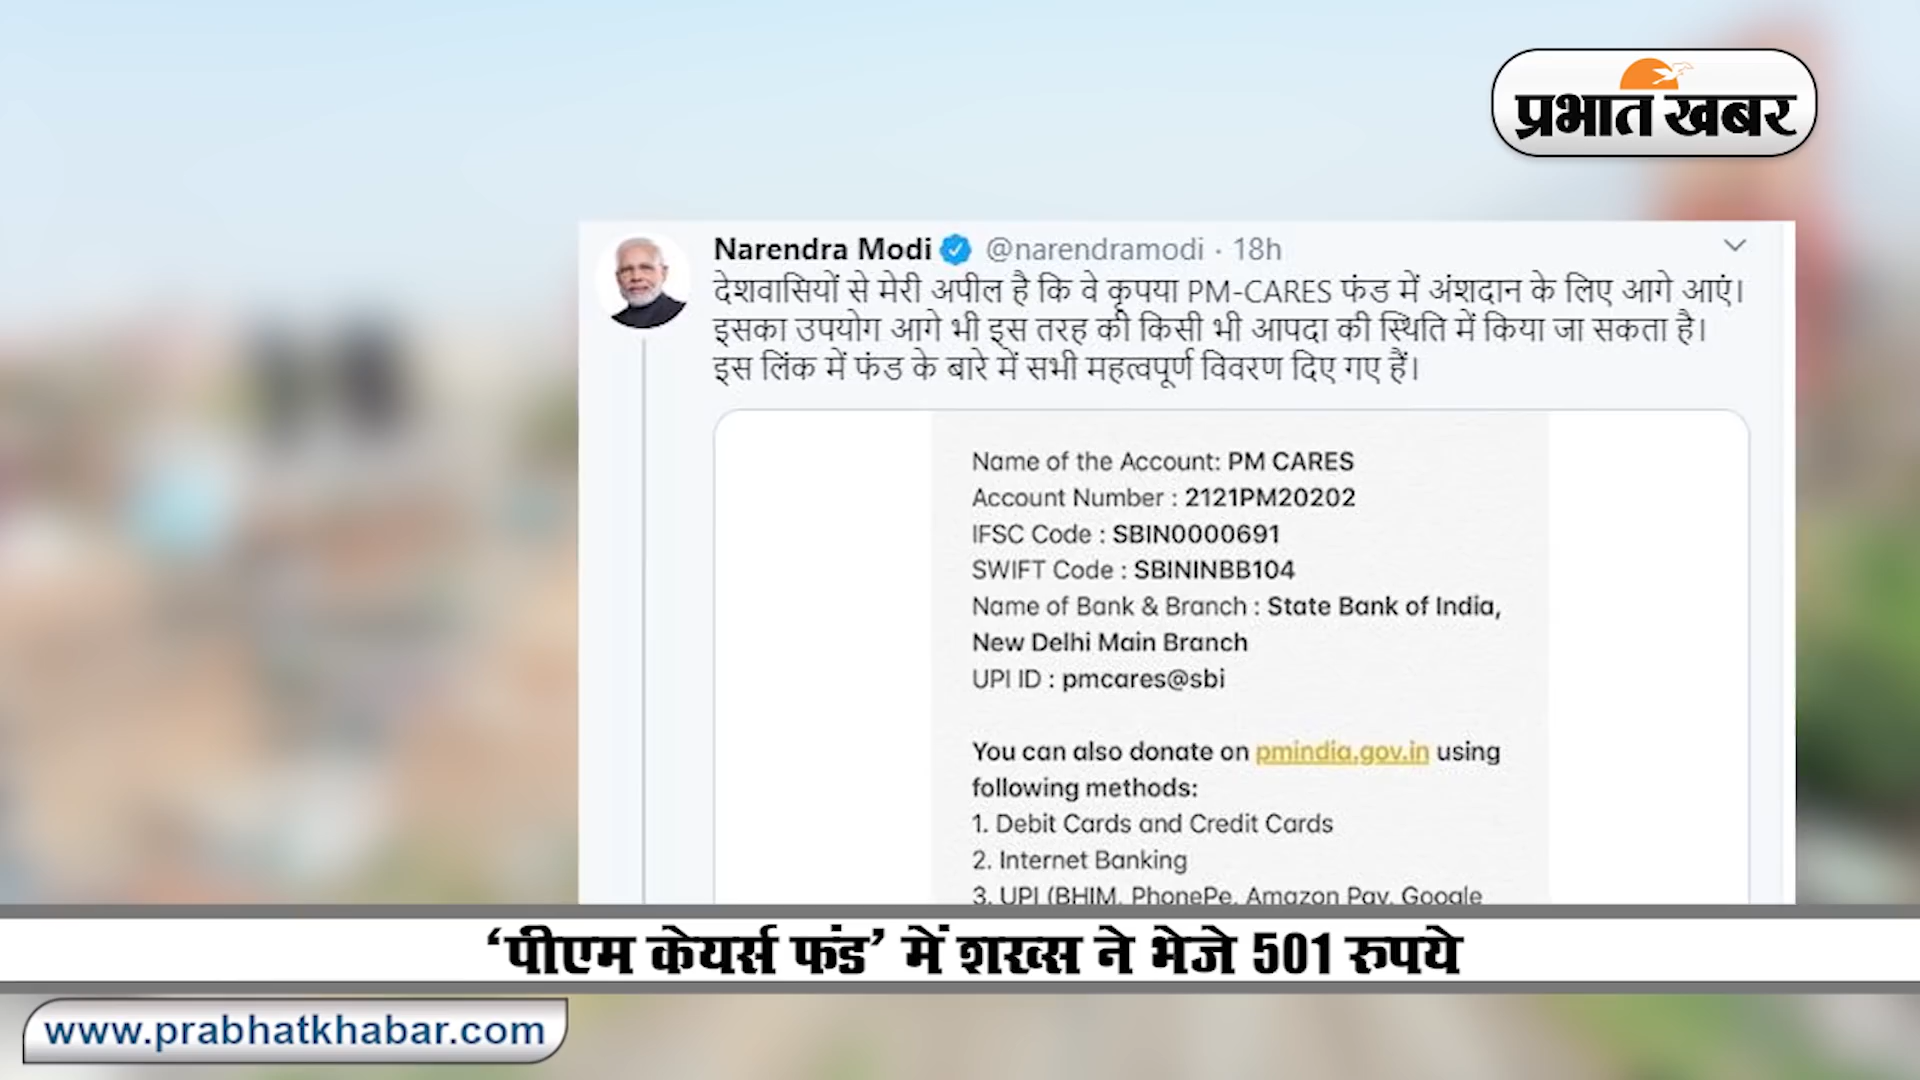 प्रभात खबर
Narendra Modi @narendramodi · 18h
देशवासियों से मेरी अपील है कि वे कृपया PM-CARES फंड में अंशदान के लिए आगे आएं।
इसका उपयोग आगे भी इस तरह की किसी भी आपदा की स्थिति में किया जा सकता है।
इस लिंक में फंड के बारे में सभी महत्वपूर्ण विवरण दिए गए हैं।
Name of the Account: PM CARES
Account Number : 2121PM20202
IFSC Code : SBIN0000691
SWIFT Code : SBININBB104
Name of Bank & Branch : State Bank of India,
New Delhi Main Branch
UPI ID : pmcares@sbi
You can also donate on pmindia.gov.in using
following methods:
1. Debit Cards and Credit Cards
2. Internet Banking
3. UPI (BHIM, PhonePe, Amazon Pay, Google
‘पीएम केयर्स फंड’ में शख्स ने भेजे 501 रुपये
www.prabhatkhabar.com